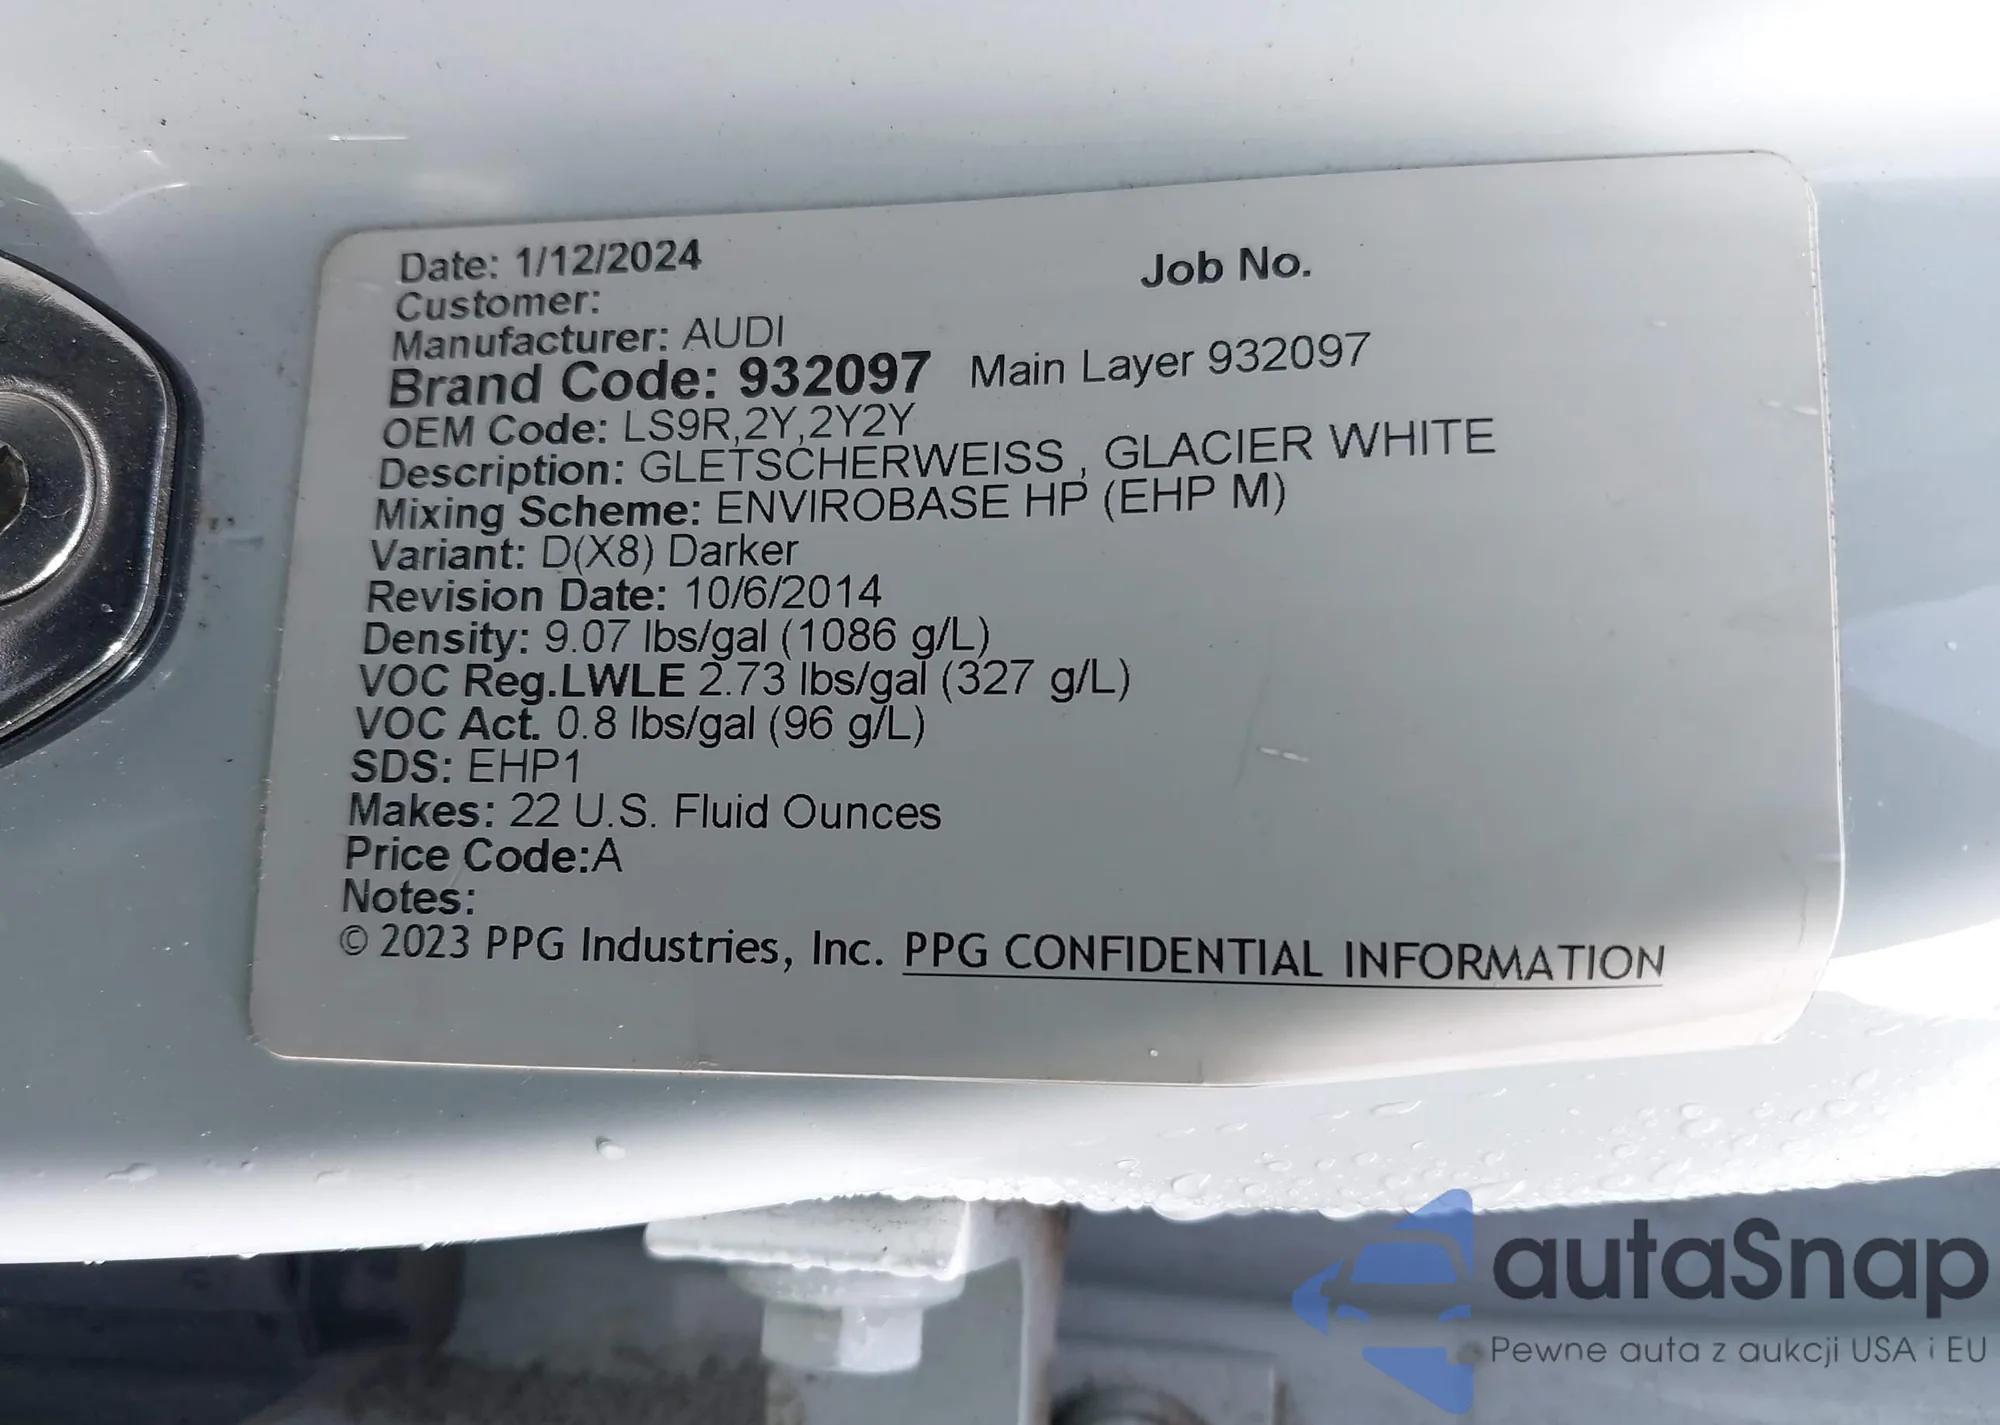 Date: 1/12/2024
Job No.
Customer:
Manufacturer: AUDI
Brand Code: 932097 Main Layer 932097
OEM Code: LS9R,2Y,2Y2Y
Description: GLETSCHERWEISS , GLACIER WHITE
Mixing Scheme: ENVIROBASE HP (EHP M)
Variant: D(X8) Darker
Revision Date: 10/6/2014
Density: 9.07 lbs/gal (1086 g/L)
VOC Reg.LWLE 2.73 lbs/gal (327 g/L)
VOC Act. 0.8 lbs/gal (96 g/L)
SDS: EHP1
Makes: 22 U.S. Fluid Ounces
Price Code:A
Notes:
© 2023 PPG Industries, Inc. PPG CONFIDENTIAL INFORMATION
autaSnap
Pewne auta z aukcji USA i EU